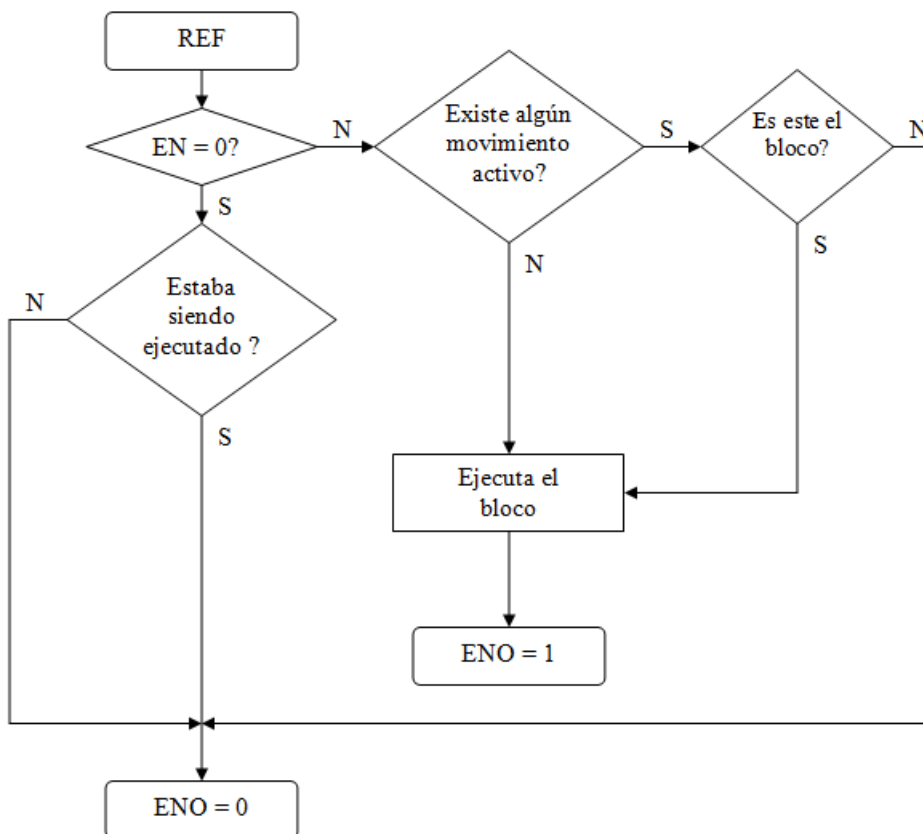 REF
EN = 0?
N
Existe algún
movimiento
activo?
S
Es este el
bloco?
N
S
N
S
Estaba
siendo
ejecutado ?
N
S
Ejecuta el
bloco
ENO = 1
ENO = 0